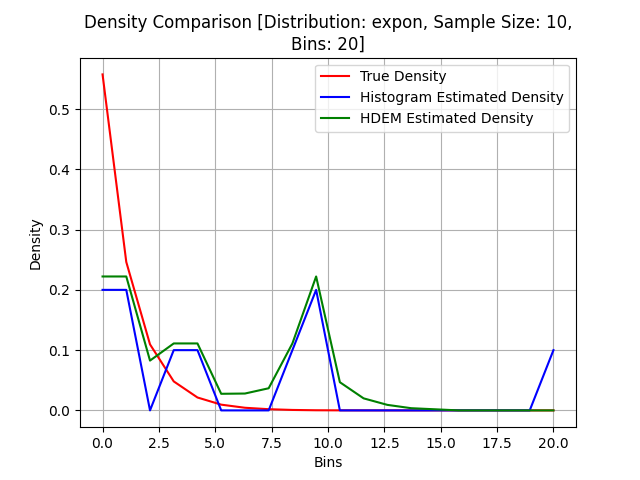 Density Comparison [Distribution: expon, Sample Size: 10,
Bins: 20]
True Density
Histogram Estimated Density
HDEM Estimated Density
Density
0.5
0.4
0.3
0.2
0.1
0.0
0.0 2.5 5.0 7.5 10.0 12.5 15.0 17.5 20.0
Bins